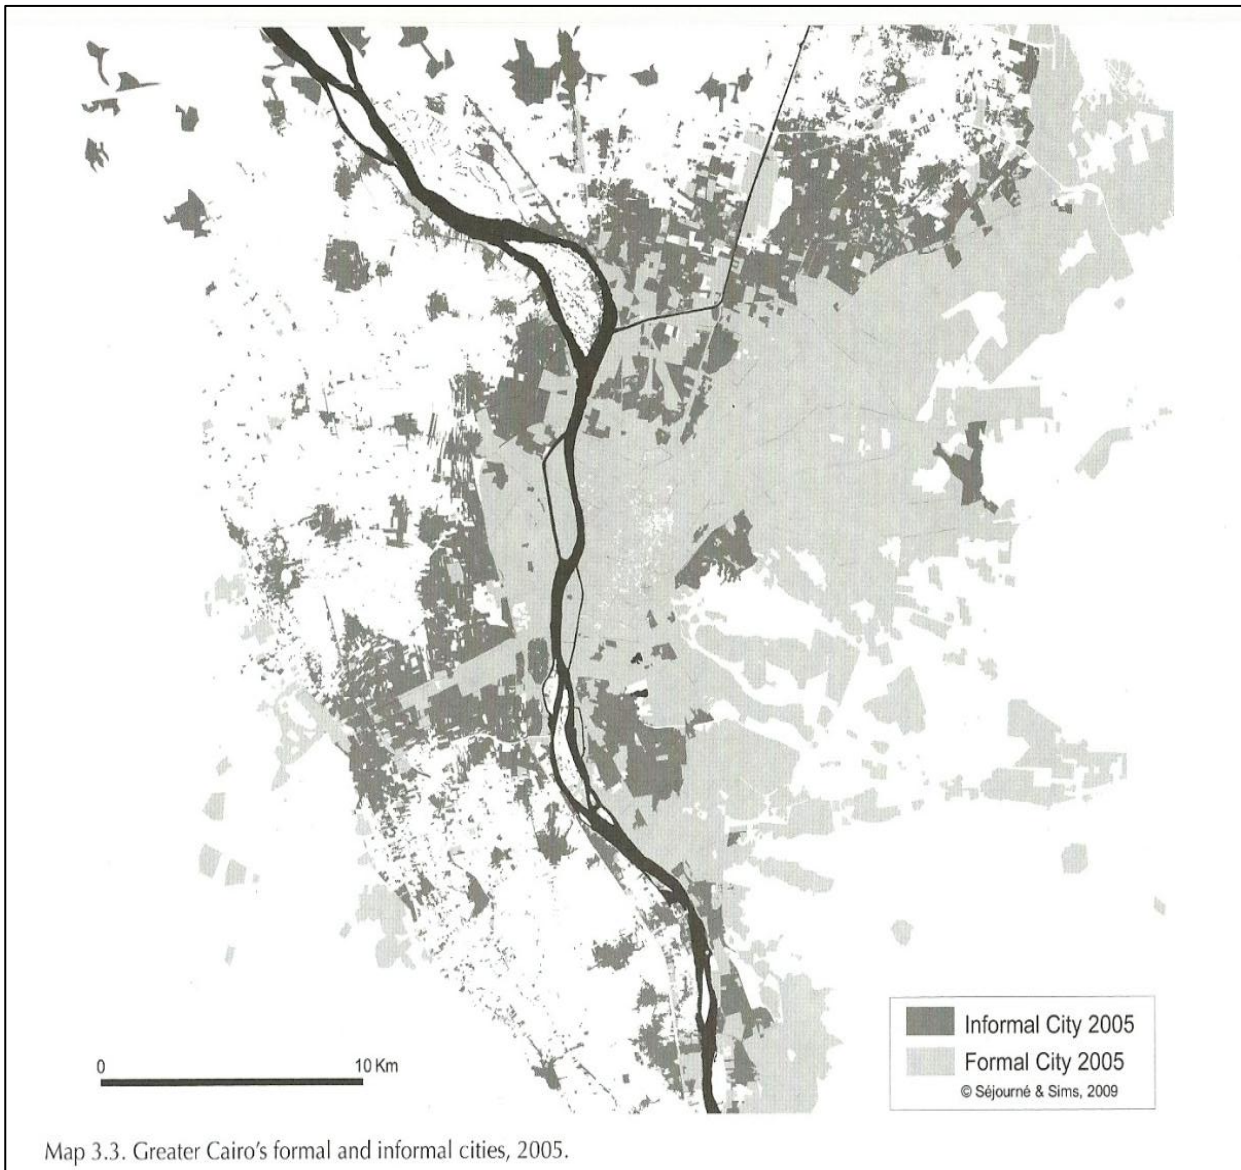 0
10 Km
Informal City 2005
Formal City 2005
© Séjourné & Sims, 2009
Map 3.3. Greater Cairo's formal and informal cities, 2005.